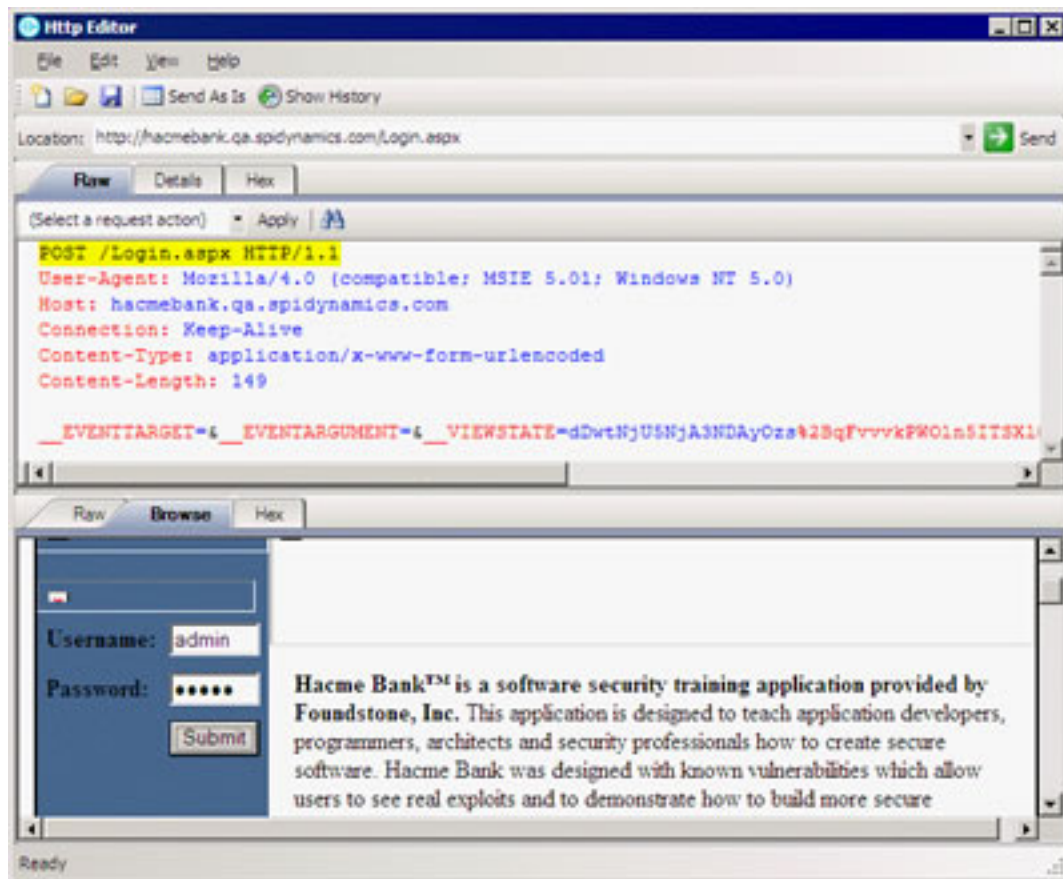 Http Editor
File Edit View Help
Send As Is Show History
Location: http://hacmebank.qa.spidynamics.com/Login.aspx Send
Raw Details Hex
(Select a request action) Apply
POST /Login.aspx HTTP/1.1
User-Agent: Mozilla/4.0 (compatible; MSIE 5.01; Windows NT 5.0)
Host: hacmebank.qa.spidynamics.com
Connection: Keep-Alive
Content-Type: application/x-www-form-urlencoded
Content-Length: 149
__EVENTTARGET=&__EVENTARGUMENT=&__VIEWSTATE=
Raw Browse Hex
Username: admin
Password: •••••
Submit
Hacme Bank™ is a software security training application provided by
Foundstone, Inc. This application is designed to teach application developers,
programmers, architects and security professionals how to create secure
software. Hacme Bank was designed with known vulnerabilities which allow
users to see real exploits and to demonstrate how to build more secure
Ready